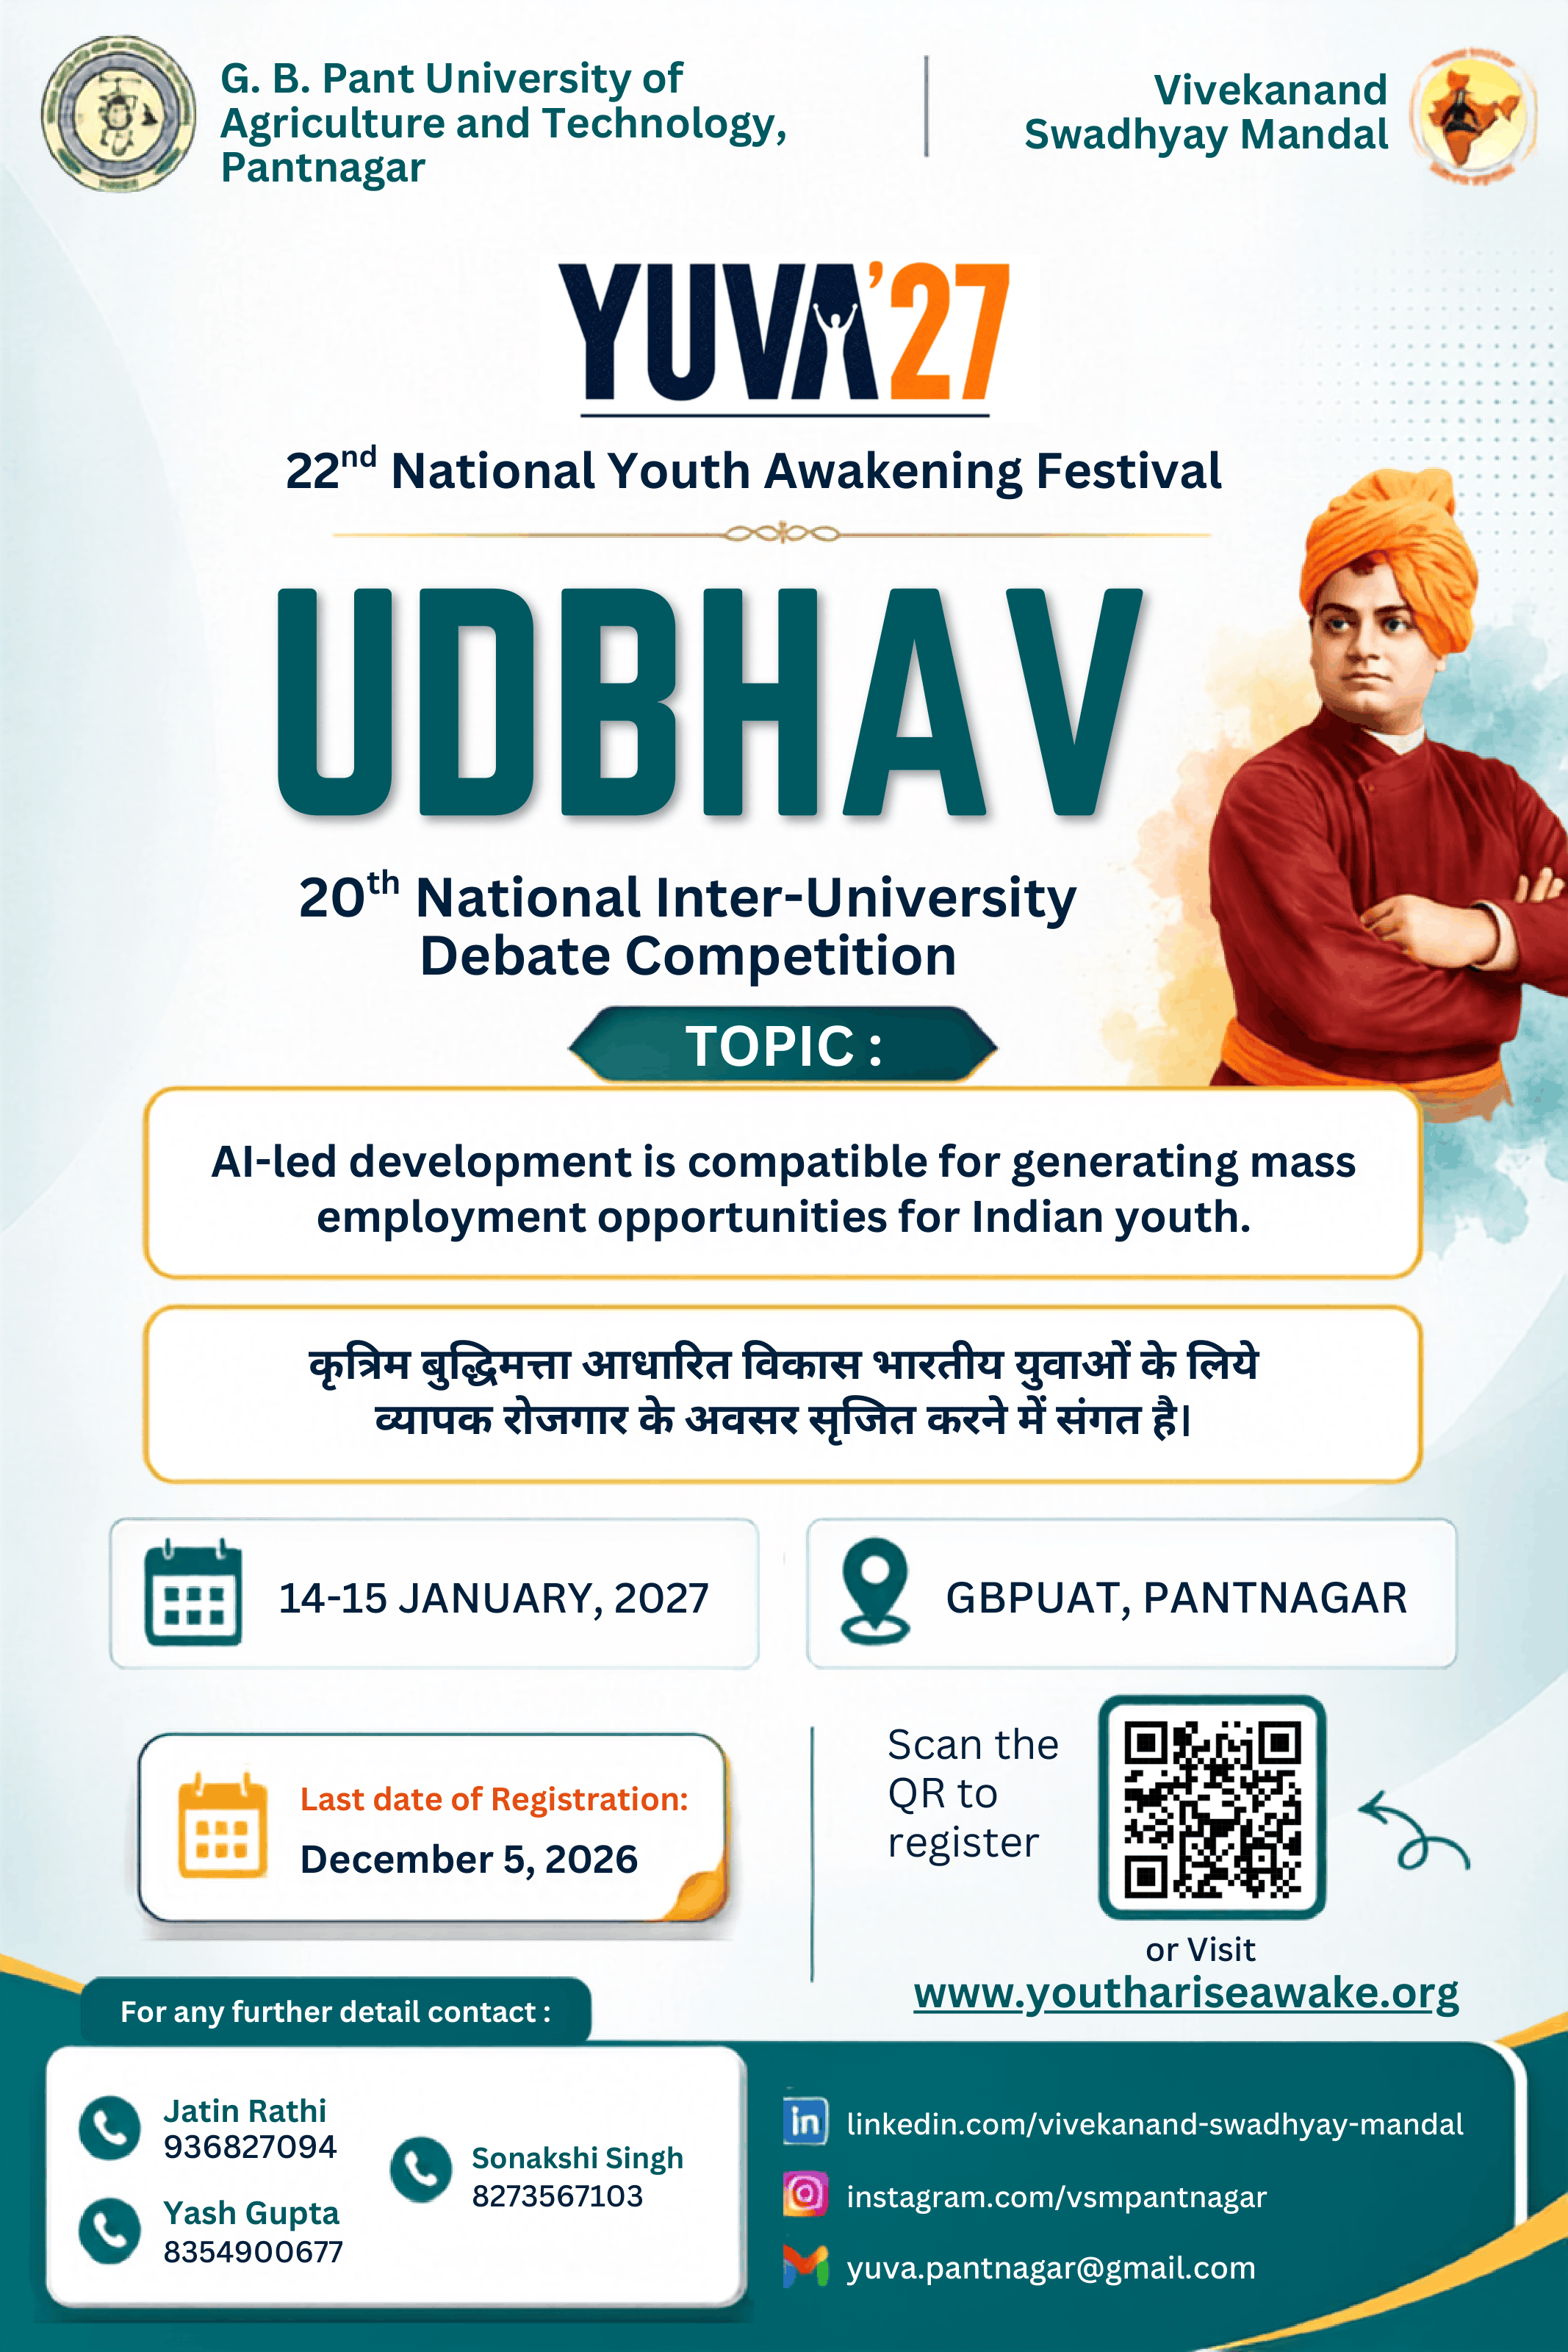 G. B. Pant University of
Agriculture and Technology,
Pantnagar
Vivekanand
Swadhyay Mandal
YUVA'27
22nd National Youth Awakening Festival
UDBHAV
20th National Inter-University
Debate Competition
TOPIC :
AI-led development is compatible for generating mass
employment opportunities for Indian youth.
कृत्रिम बुद्धिमत्ता आधारित विकास भारतीय युवाओं के लिये
व्यापक रोजगार के अवसर सृजित करने में संगत है।
14-15 JANUARY, 2027
GBPUAT, PANTNAGAR
Last date of Registration:
December 5, 2026
Scan the
QR to
register
or Visit
www.youthariseawake.org
For any further detail contact :
Jatin Rathi
936827094
Yash Gupta
8354900677
Sonakshi Singh
8273567103
linkedin.com/vivekanand-swadhyay-mandal
instagram.com/vsmpantnagar
yuva.pantnagar@gmail.com